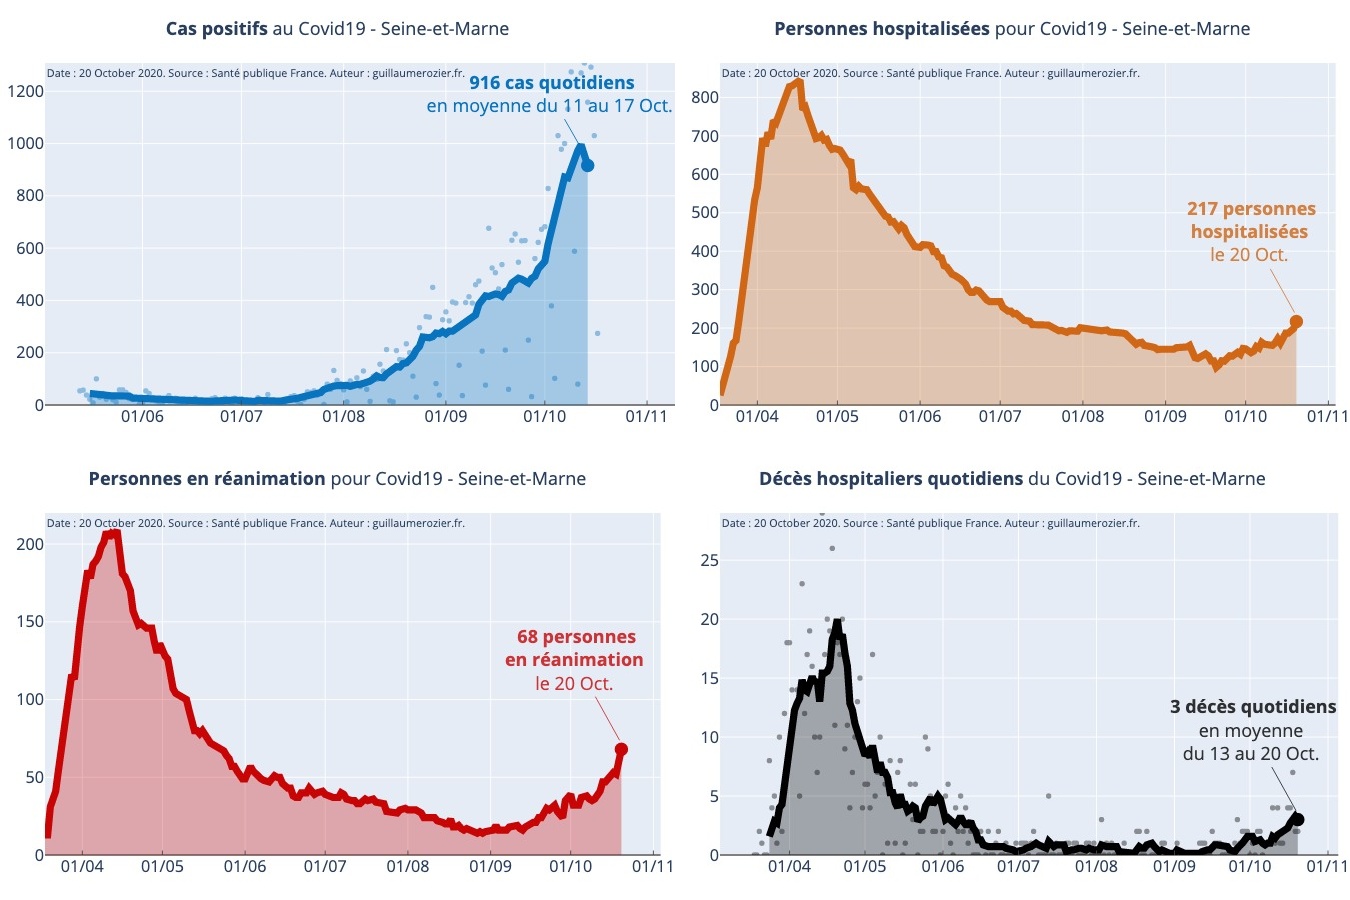 Cas positifs au Covid19 - Seine-et-Marne
Date : 20 October 2020. Source : Santé publique France. Auteur : guillaumerozier.fr.
916 cas quotidiens
en moyenne du 11 au 17 Oct.
1200
1000
800
600
400
200
0
01/06 01/07 01/08 01/09 01/10 01/11
Personnes hospitalisées pour Covid19 - Seine-et-Marne
Date : 20 October 2020. Source : Santé publique France. Auteur : guillaumerozier.fr.
217 personnes
hospitalisées
le 20 Oct.
800
700
600
500
400
300
200
100
0
01/04 01/05 01/06 01/07 01/08 01/09 01/10 01/11
Personnes en réanimation pour Covid19 - Seine-et-Marne
Date : 20 October 2020. Source : Santé publique France. Auteur : guillaumerozier.fr.
68 personnes
en réanimation
le 20 Oct.
200
150
100
50
0
01/04 01/05 01/06 01/07 01/08 01/09 01/10 01/11
Décès hospitaliers quotidiens du Covid19 - Seine-et-Marne
Date : 20 October 2020. Source : Santé publique France. Auteur : guillaumerozier.fr.
3 décès quotidiens
en moyenne
du 13 au 20 Oct.
25
20
15
10
5
0
01/04 01/05 01/06 01/07 01/08 01/09 01/10 01/11